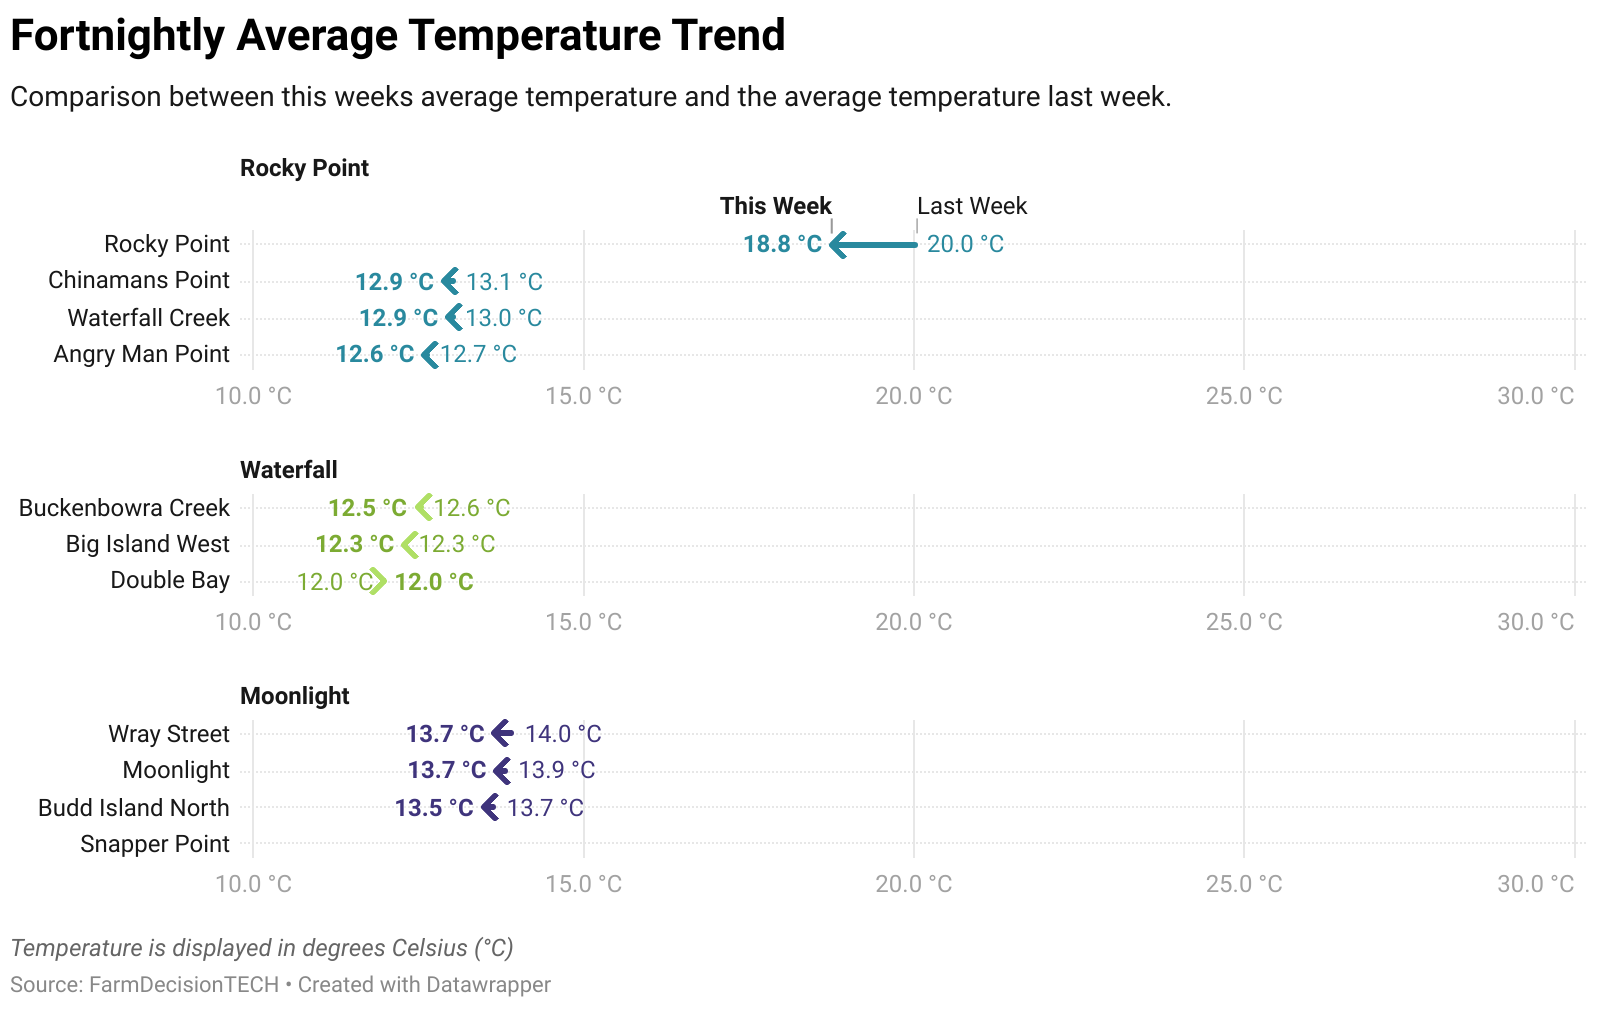 Fortnightly Average Temperature Trend
Comparison between this weeks average temperature and the average temperature last week.
Rocky Point
This Week Last Week
Rocky Point 18.8 °C 20.0 °C
Chinamans Point 12.9 °C 13.1 °C
Waterfall Creek 12.9 °C 13.0 °C
Angry Man Point 12.6 °C 12.7 °C
10.0 °C 15.0 °C 20.0 °C 25.0 °C 30.0 °C
Waterfall
Buckenbowra Creek 12.5 °C 12.6 °C
Big Island West 12.3 °C 12.3 °C
Double Bay 12.0 °C 12.0 °C
10.0 °C 15.0 °C 20.0 °C 25.0 °C 30.0 °C
Moonlight
Wray Street 13.7 °C 14.0 °C
Moonlight 13.7 °C 13.9 °C
Budd Island North 13.5 °C 13.7 °C
Snapper Point
10.0 °C 15.0 °C 20.0 °C 25.0 °C 30.0 °C
Temperature is displayed in degrees Celsius (°C)
Source: FarmDecisionTECH • Created with Datawrapper